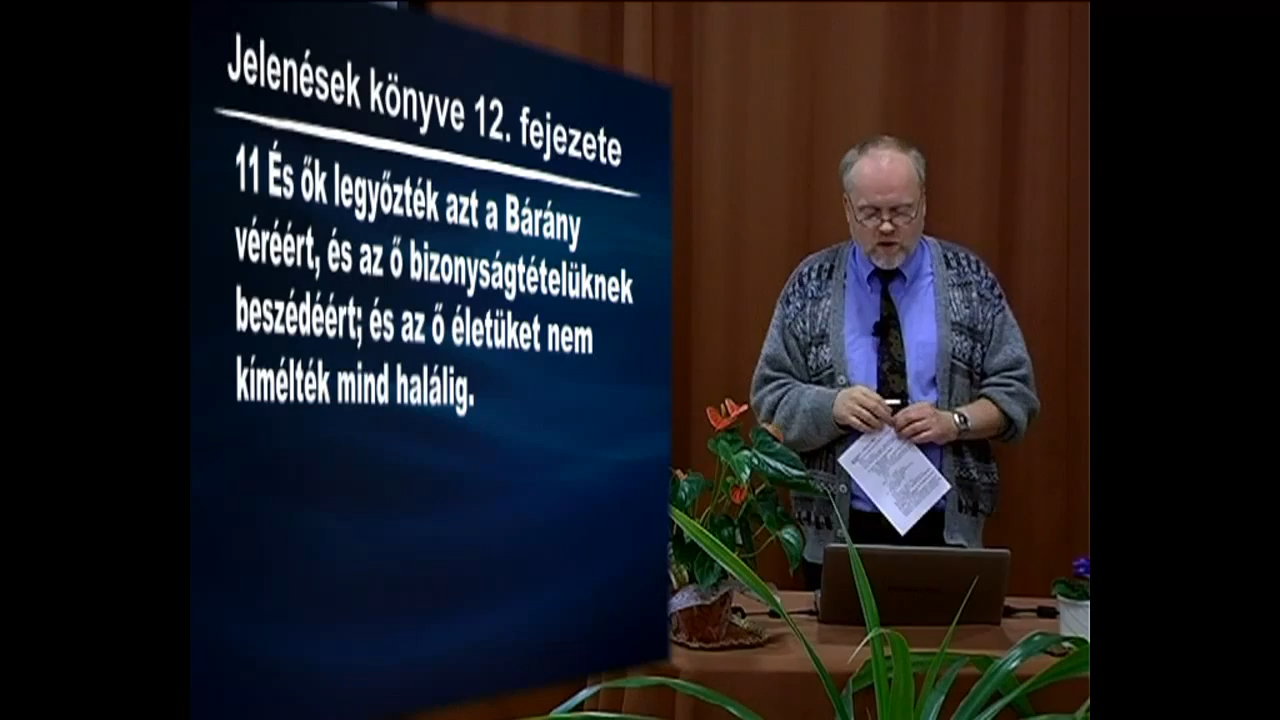 Jelenések könyve 12. fejezete
11 És ők legyőzték azt a Bárány
véréért, és az ő bizonyságtételüknek
beszédéért; és az ő életüket nem
kímélték mind halálig.